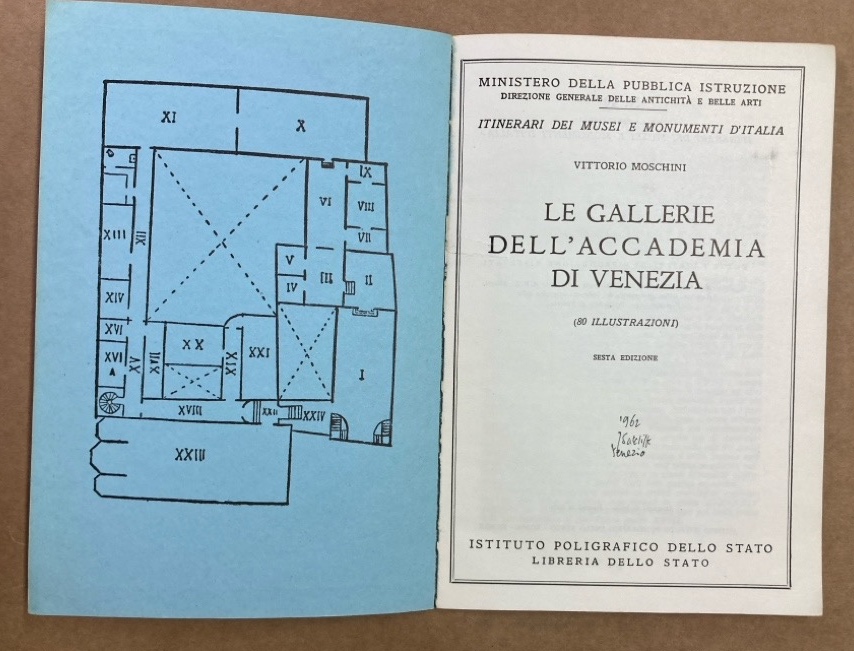 XI
X
IX
VI
VIII
XIII
XII
VII
V
III
II
IV
XIV
XVI
XX
XVI
A
XV
XVII
XIX
XXI
I
XVIII
XXII
XXIV
XXIII
MINISTERO DELLA PUBBLICA ISTRUZIONE
DIREZIONE GENERALE DELLE ANTICHITÀ E BELLE ARTI
ITINERARI DEI MUSEI E MONUMENTI D'ITALIA
VITTORIO MOSCHINI
LE GALLERIE
DELL'ACCADEMIA
DI VENEZIA
(80 ILLUSTRAZIONI)
SESTA EDIZIONE
1962
Venezia
ISTITUTO POLIGRAFICO DELLO STATO
LIBRERIA DELLO STATO